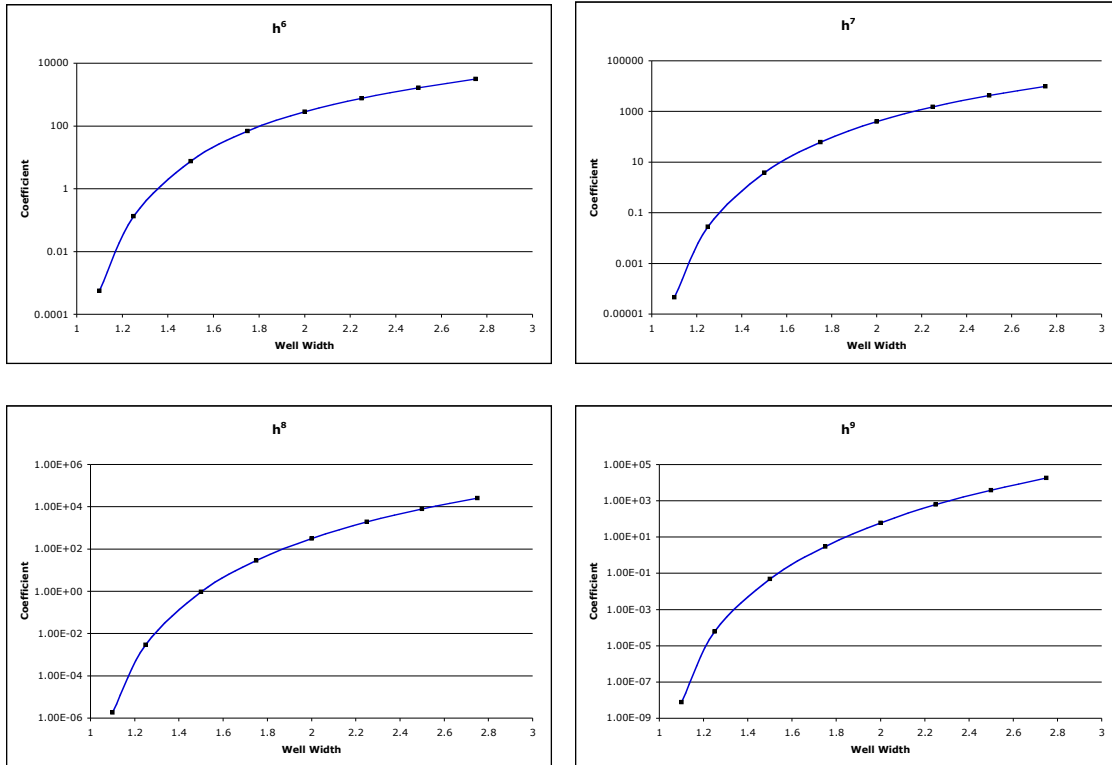 h⁶
10000
100
1
0.01
0.0001
Coefficient
1 1.2 1.4 1.6 1.8 2 2.2 2.4 2.6 2.8 3
Well Width
h⁷
100000
1000
10
0.1
0.001
0.00001
Coefficient
1 1.2 1.4 1.6 1.8 2 2.2 2.4 2.6 2.8 3
Well Width
h⁸
1.00E+06
1.00E+04
1.00E+02
1.00E+00
1.00E-02
1.00E-04
1.00E-06
Coefficient
1 1.2 1.4 1.6 1.8 2 2.2 2.4 2.6 2.8 3
Well Width
h⁹
1.00E+05
1.00E+03
1.00E+01
1.00E-01
1.00E-03
1.00E-05
1.00E-07
1.00E-09
Coefficient
1 1.2 1.4 1.6 1.8 2 2.2 2.4 2.6 2.8 3
Well Width